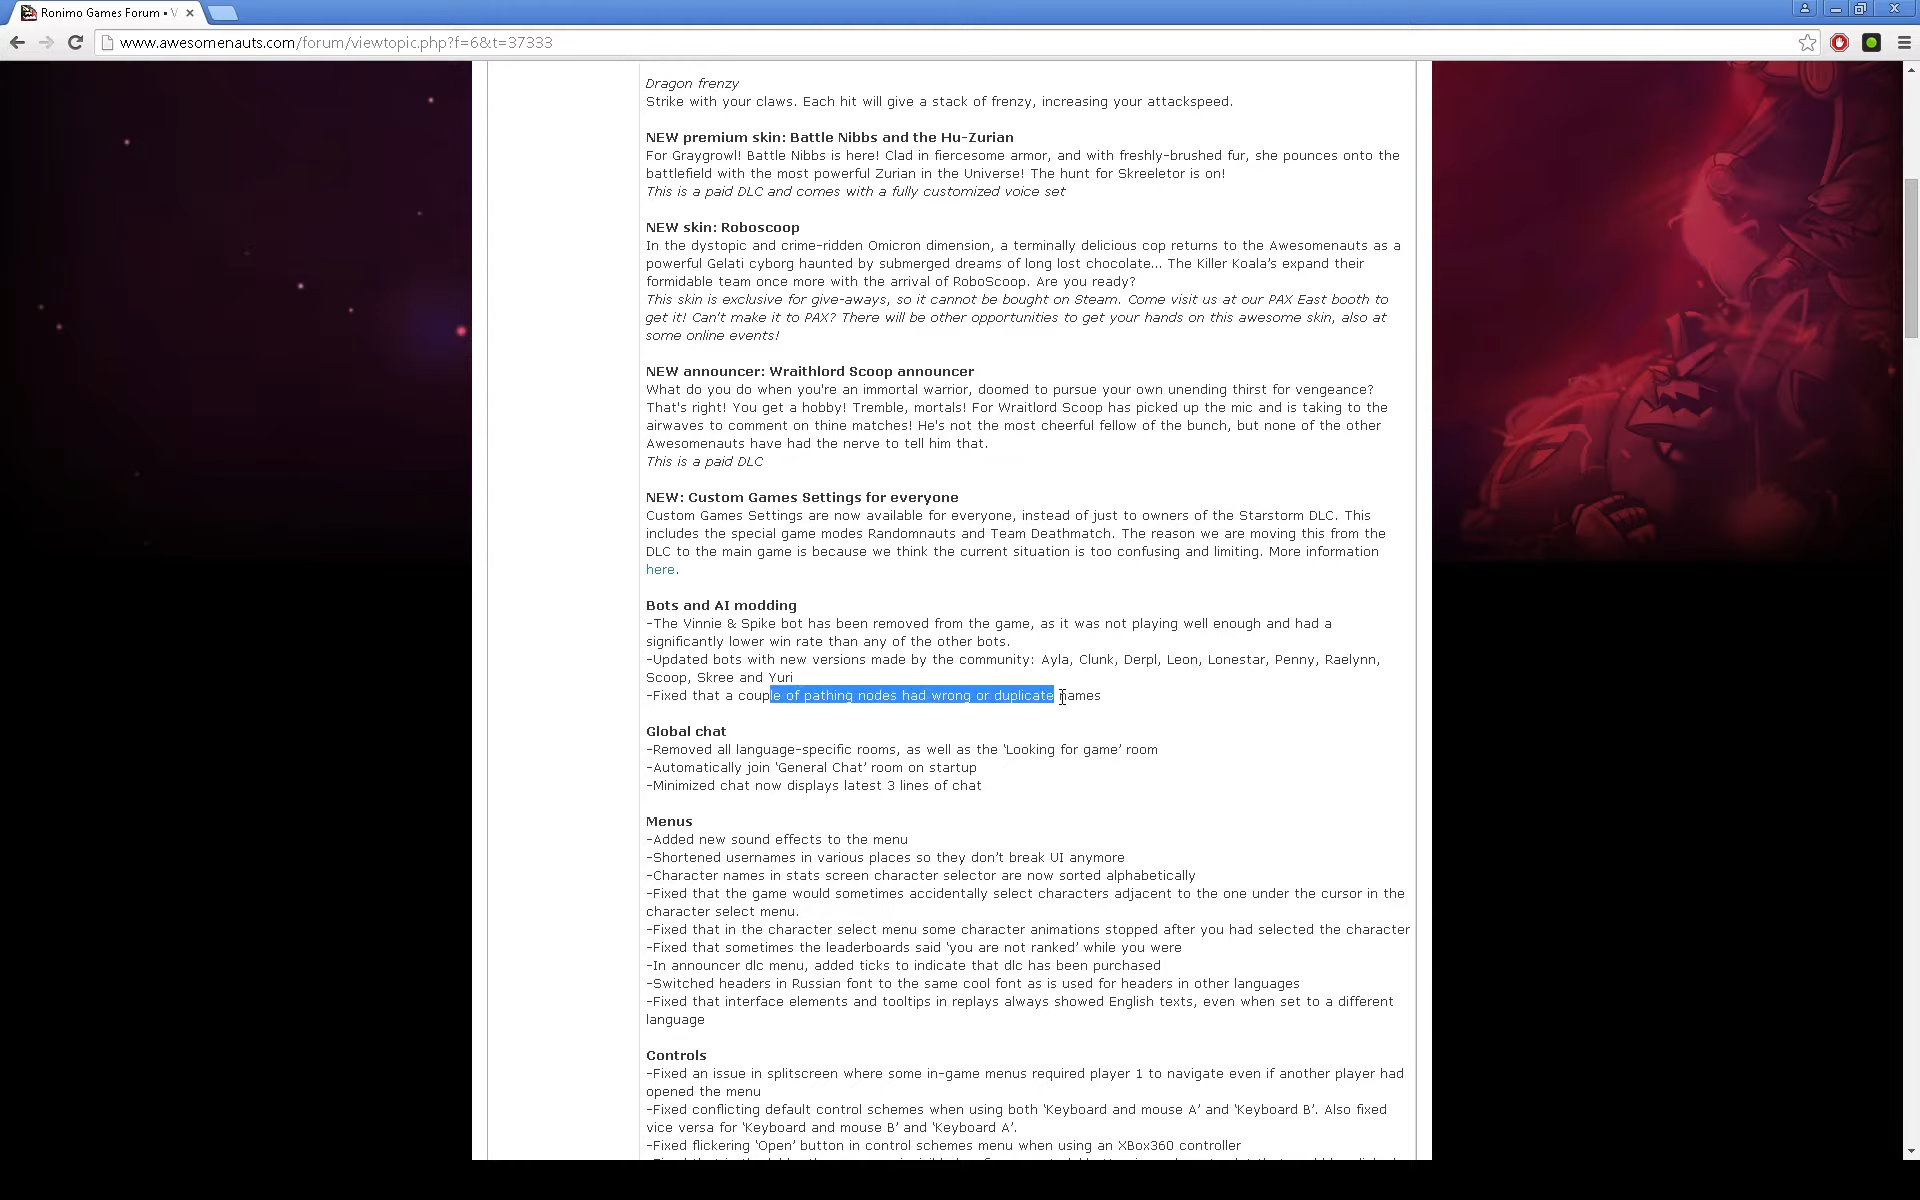 Ronimo Games Forum • V
www.awesomenauts.com/forum/viewtopic.php?f=6&t=37333
Dragon frenzy
Strike with your claws. Each hit will give a stack of frenzy, increasing your attackspeed.
NEW premium skin: Battle Nibbs and the Hu-Zurian
For Graygrowl! Battle Nibbs is here! Clad in fiercesome armor, and with freshly-brushed fur, she pounces onto the
battlefield with the most powerful Zurian in the Universe! The hunt for Skreeletor is on!
This is a paid DLC and comes with a fully customized voice set
NEW skin: Roboscoop
In the dystopic and crime-ridden Omicron dimension, a terminally delicious cop returns to the Awesomenauts as a
powerful Gelati cyborg haunted by submerged dreams of long lost chocolate... The Killer Koala's expand their
formidable team once more with the arrival of RoboScoop. Are you ready?
This skin is exclusive for give-aways, so it cannot be bought on Steam. Come visit us at our PAX East booth to
get it! Can't make it to PAX? There will be other opportunities to get your hands on this awesome skin, also at
some online events!
NEW announcer: Wraithlord Scoop announcer
What do you do when you're an immortal warrior, doomed to pursue your own unending thirst for vengeance?
That's right! You get a hobby! Tremble, mortals! For Wraitlord Scoop has picked up the mic and is taking to the
airwaves to comment on thine matches! He's not the most cheerful fellow of the bunch, but none of the other
Awesomenauts have had the nerve to tell him that.
This is a paid DLC
NEW: Custom Games Settings for everyone
Custom Games Settings are now available for everyone, instead of just to owners of the Starstorm DLC. This
includes the special game modes Randomnauts and Team Deathmatch. The reason we are moving this from the
DLC to the main game is because we think the current situation is too confusing and limiting. More information
here.
Bots and AI modding
-The Vinnie & Spike bot has been removed from the game, as it was not playing well enough and had a
significantly lower win rate than any of the other bots.
-Updated bots with new versions made by the community: Ayla, Clunk, Derpl, Leon, Lonestar, Penny, Raelynn,
Scoop, Skree and Yuri
-Fixed that a couple of pathing nodes had wrong or duplicate names
Global chat
-Removed all language-specific rooms, as well as the ‘Looking for game’ room
-Automatically join ‘General Chat’ room on startup
-Minimized chat now displays latest 3 lines of chat
Menus
-Added new sound effects to the menu
-Shortened usernames in various places so they don’t break UI anymore
-Character names in stats screen character selector are now sorted alphabetically
-Fixed that the game would sometimes accidentally select characters adjacent to the one under the cursor in the
character select menu.
-Fixed that in the character select menu some character animations stopped after you had selected the character
-Fixed that sometimes the leaderboards said ‘you are not ranked’ while you were
-In announcer dlc menu, added ticks to indicate that dlc has been purchased
-Switched headers in Russian font to the same cool font as is used for headers in other languages
-Fixed that interface elements and tooltips in replays always showed English texts, even when set to a different
language
Controls
-Fixed an issue in splitscreen where some in-game menus required player 1 to navigate even if another player had
opened the menu
-Fixed conflicting default control schemes when using both ‘Keyboard and mouse A’ and ‘Keyboard B’. Also fixed
vice versa for ‘Keyboard and mouse B’ and ‘Keyboard A’.
-Fixed flickering ‘Open’ button in control schemes menu when using an XBox360 controller